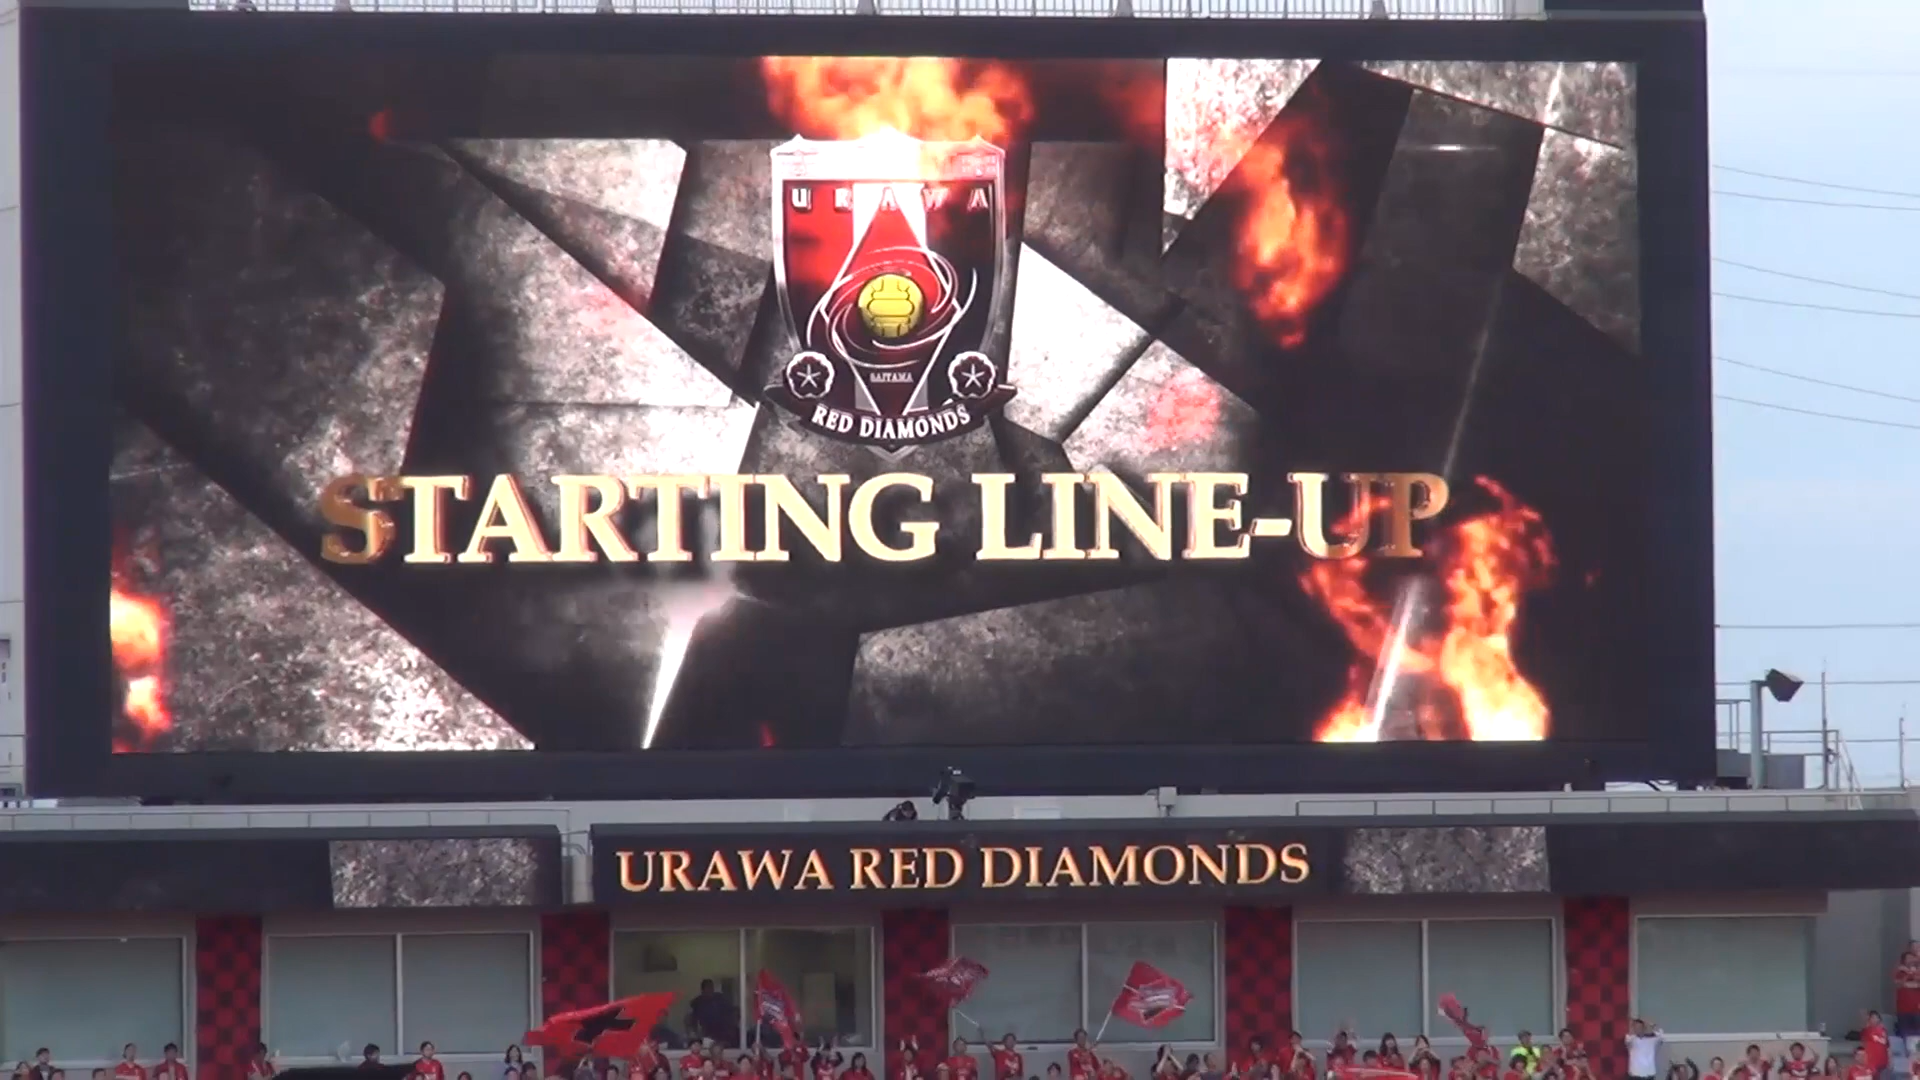 URAWA
SAITAMA
RED DIAMONDS
STARTING LINE-UP
URAWA RED DIAMONDS